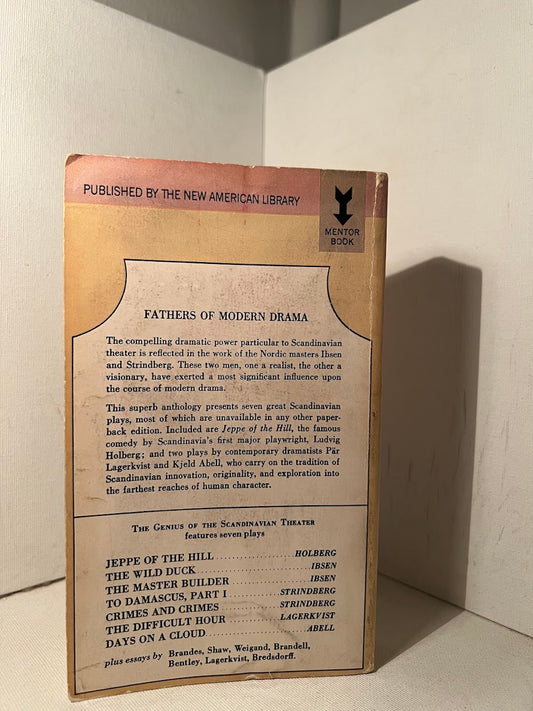 PUBLISHED BY THE NEW AMERICAN LIBRARY
MENTOR
BOOK
FATHERS OF MODERN DRAMA
The compelling dramatic power particular to Scandinavian
theater is reflected in the work of the Nordic masters Ibsen
and Strindberg. These two men, one a realist, the other a
visionary, have exerted a most significant influence upon
the course of modern drama.
This superb anthology presents seven great Scandinavian
plays, most of which are unavailable in any other paper-
back edition. Included are Jeppe of the Hill, the famous
comedy by Scandinavia's first major playwright, Ludvig
Holberg; and two plays by contemporary dramatists Pär
Lagerkvist and Kjeld Abell, who carry on the tradition of
Scandinavian innovation, originality, and exploration into
the farthest reaches of human character.
THE GENIUS OF THE SCANDINAVIAN THEATER
features seven plays
JEPPE OF THE HILL ................ HOLBERG
THE WILD DUCK ................ IBSEN
THE MASTER BUILDER ................ IBSEN
TO DAMASCUS, PART I ........... STRINDBERG
CRIMES AND CRIMES ........... STRINDBERG
THE DIFFICULT HOUR ........... LAGERKVIST
DAYS ON A CLOUD ................ ABELL
plus essays by Brandes, Shaw, Weigand, Brandell,
Bentley, Lagerkvist, Bredsdorff.